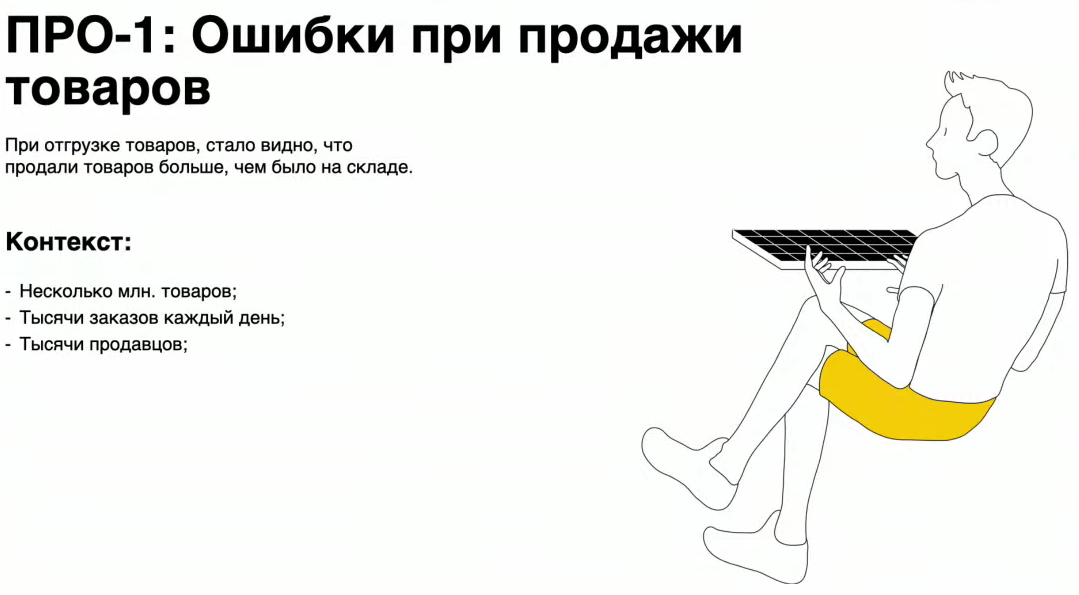 ПРО-1: Ошибки при продажи
товаров
При отгрузке товаров, стало видно, что
продали товаров больше, чем было на складе.
Контекст:
- Несколько млн. товаров;
- Тысячи заказов каждый день;
- Тысячи продавцов;